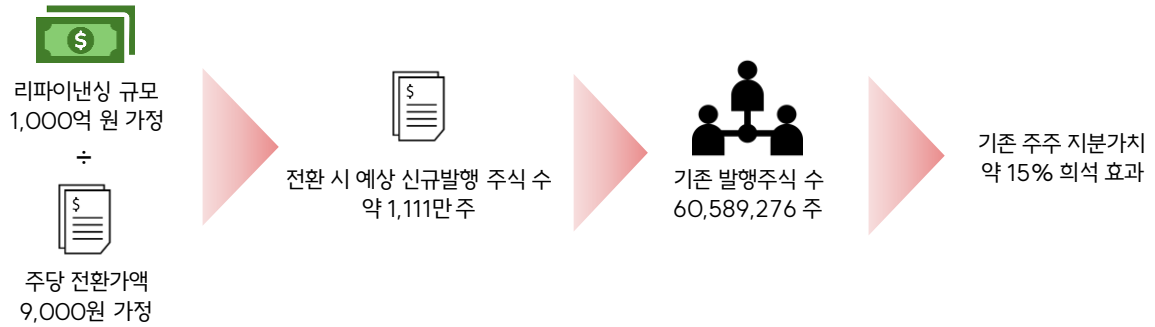 $
리파이낸싱 규모
1,000억 원 가정
÷
$
주당 전환가액
9,000원 가정
$
전환 시 예상 신규발행 주식 수
약 1,111만 주
기존 발행주식 수
60,589,276 주
기존 주주 지분가치
약 15% 희석 효과